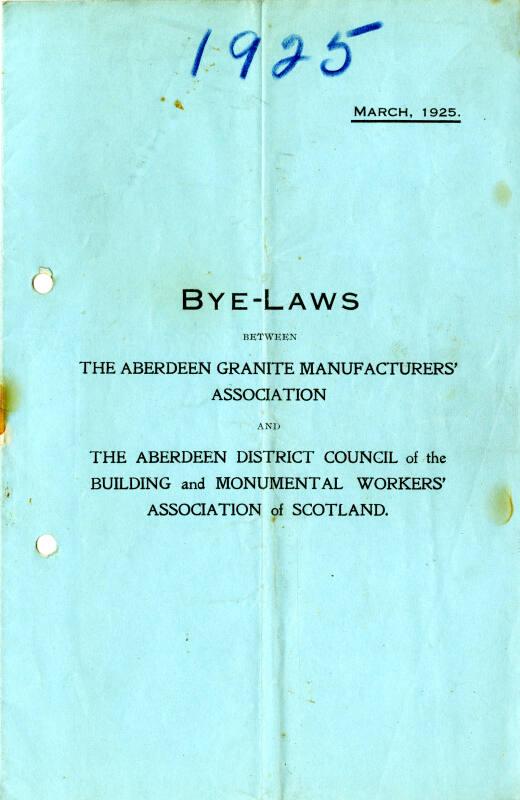 1925
MARCH, 1925.
BYE-LAWS
BETWEEN
THE ABERDEEN GRANITE MANUFACTURERS'
ASSOCIATION
AND
THE ABERDEEN DISTRICT COUNCIL of the
BUILDING and MONUMENTAL WORKERS'
ASSOCIATION of SCOTLAND.